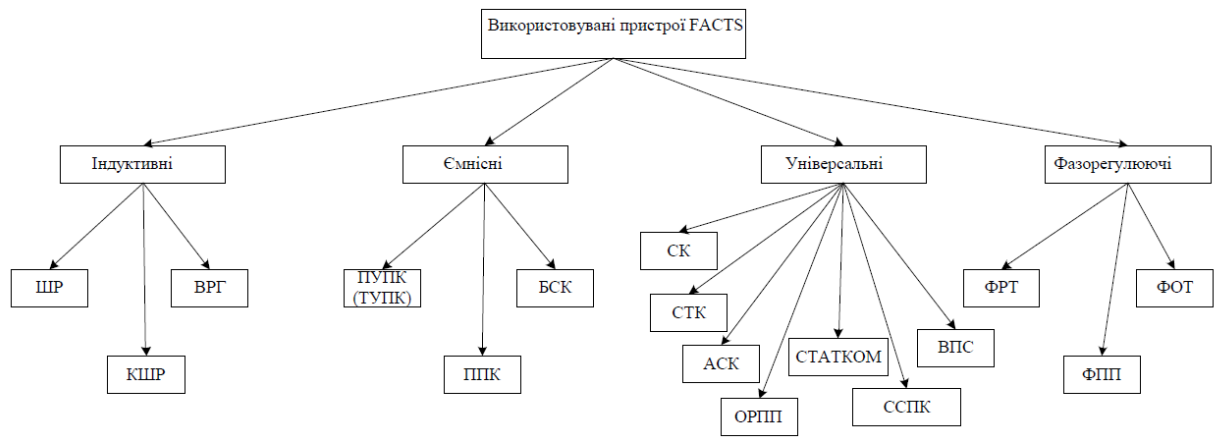 Використовувані пристрої FACTS
Індуктивні
Ємнісні
Універсальні
Фазорегулюючі
ШР
КШР
ВРГ
ПУПК
(ТУПК)
ППК
БСК
СК
СТК
АСК
ОРПП
СТАТКОМ
ССПК
ВПС
ФРТ
ФПП
ФОТ